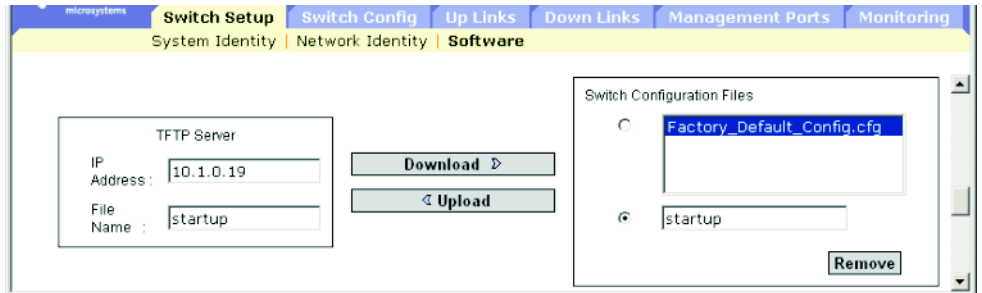 microsystems
Switch Setup Switch Config Up Links Down Links Management Ports Monitoring
System Identity | Network Identity | Software
Switch Configuration Files
Factory_Default_Config.cfg
TFTP Server
IP Address : 10.1.0.19
Download
Upload
File Name : startup
startup
Remove